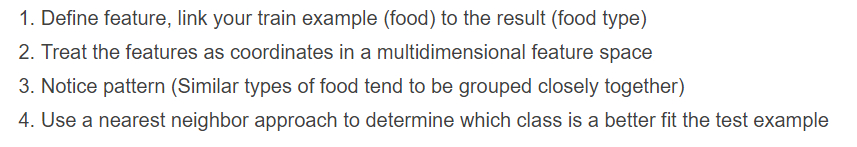 1. Define feature, link your train example (food) to the result (food type)
2. Treat the features as coordinates in a multidimensional feature space
3. Notice pattern (Similar types of food tend to be grouped closely together)
4. Use a nearest neighbor approach to determine which class is a better fit the test example